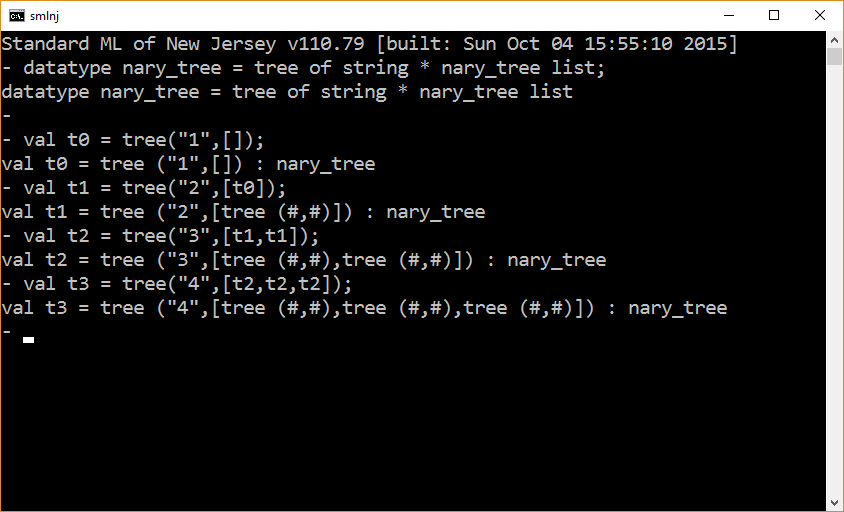 smlnj
Standard ML of New Jersey v110.79 [built: Sun Oct 04 15:55:10 2015]
- datatype nary_tree = tree of string * nary_tree list;
datatype nary_tree = tree of string * nary_tree list
-
- val t0 = tree("1",[]);
val t0 = tree ("1",[]) : nary_tree
- val t1 = tree("2",[t0]);
val t1 = tree ("2",[tree (#,#)]) : nary_tree
- val t2 = tree("3",[t1,t1]);
val t2 = tree ("3",[tree (#,#),tree (#,#)]) : nary_tree
- val t3 = tree("4",[t2,t2,t2]);
val t3 = tree ("4",[tree (#,#),tree (#,#),tree (#,#)]) : nary_tree
-